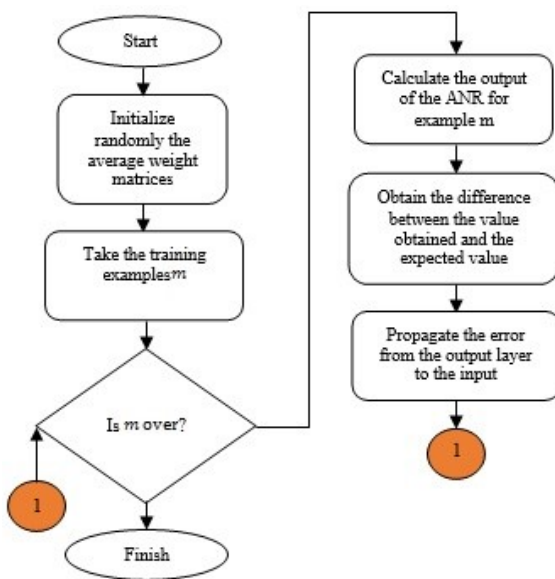 Start
Initialize
randomly the
average weight
matrices
Take the training
examples m
Is m over?
1
Finish
Calculate the output
of the ANR for
example m
Obtain the difference
between the value
obtained and the
expected value
Propagate the error
from the output layer
to the input
1